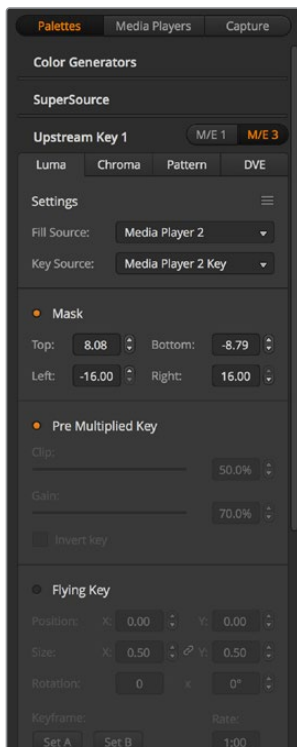 Palettes Media Players Capture
Color Generators
SuperSource
Upstream Key 1 M/E 1 M/E 3
Luma Chroma Pattern DVE
Settings
Fill Source: Media Player 2
Key Source: Media Player 2 Key
Mask
Top: 8.08 Bottom: -8.79
Left: -16.00 Right: 16.00
Pre Multiplied Key
Clip:
50.0%
Gain:
70.0%
Invert key
Flying Key
Position: X: 0.00 Y: 0.00
Size: X: 0.50 Y: 0.50
Rotation: 0 x 0°
Keyframe: Rate:
Set A Set B 1:00